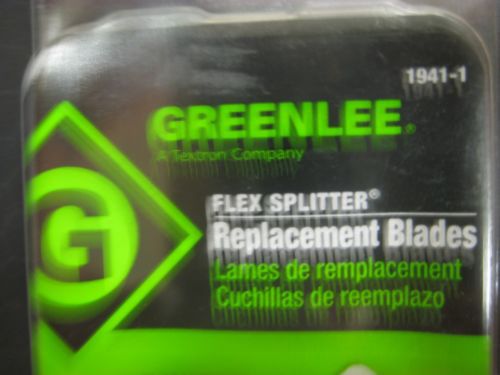 1941-1
GREENLEE®
A Textron Company
G
FLEX SPLITTER®
Replacement Blades
Lames de remplacement
Cuchillas de reemplazo